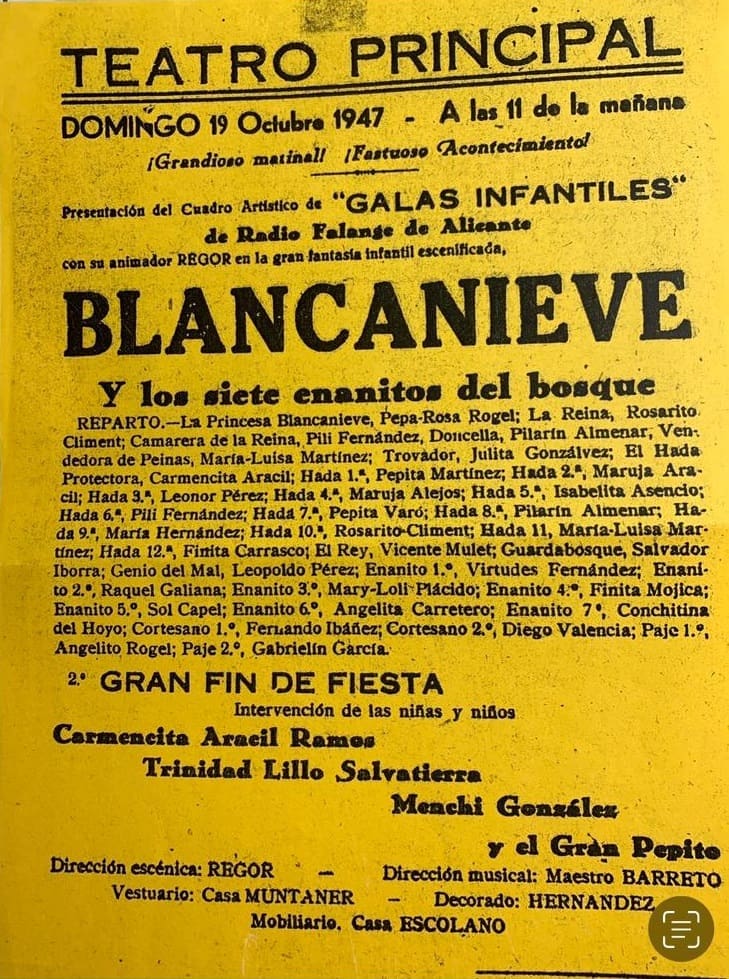 TEATRO PRINCIPAL
DOMINGO 19 Octubre 1947 - A las 11 de la mañana
¡Grandioso matinal! ¡Fastuoso Acontecimiento!
Presentación del Cuadro Artístico de "GALAS INFANTILES"
de Radio Falange de Alicante
con su animador REGOR en la gran fantasía infantil escenificada,
BLANCANIEVE
Y los siete enanitos del bosque
REPARTO.—La Princesa Blancanieve, Pepa-Rosa Rogel; La Reina, Rosarito
Climent; Camarera de la Reina, Pili Fernández, Doncella, Pilarín Almenar, Ven-
dedora de Peinas, María-Luisa Martínez; Trovador, Julita Gonzálvez; El Hada
Protectora, Carmencita Aracil; Hada 1.ª, Pepita Martínez; Hada 2.ª, Maruja Ara-
cil; Hada 3.ª, Leonor Pérez; Hada 4.ª, Maruja Alejos; Hada 5.ª, Isabelita Asencio;
Hada 6.ª, Pili Fernández; Hada 7.ª, Pepita Varó; Hada 8.ª, Pilarín Almenar; Ha-
da 9.ª, María Hernández; Hada 10.ª, Rosarito-Climent; Hada 11, María-Luisa Mar-
tínez; Hada 12.ª, Finita Carrasco; El Rey, Vicente Mulet; Guardabosque, Salvador
Iborra; Genio del Mal, Leopoldo Pérez; Enanito 1.º, Virtudes Fernández; Enani-
to 2.º, Raquel Galiana; Enanito 3.º, Mary-Loli Plácido; Enanito 4.º, Finita Mojica;
Enanito 5.º, Sol Capel; Enanito 6.º, Angelita Carretero; Enanito 7º, Conchitina
del Hoyo; Cortesano 1.º, Fernando Ibáñez; Cortesano 2.º, Diego Valencia; Paje 1.º,
Angelito Rogel; Paje 2.º, Gabrielín García.
2.º GRAN FIN DE FIESTA
Intervención de las niñas y niños
Carmencita Aracil Ramos
Trinidad Lillo Salvatierra
Menchi González
y el Gran Pepito
Dirección escénica: REGOR — Dirección musical: Maestro BARRETO
Vestuario: Casa MUNTANER - Decorado: HERNANDEZ
Mobiliario. Casa ESCOLANO